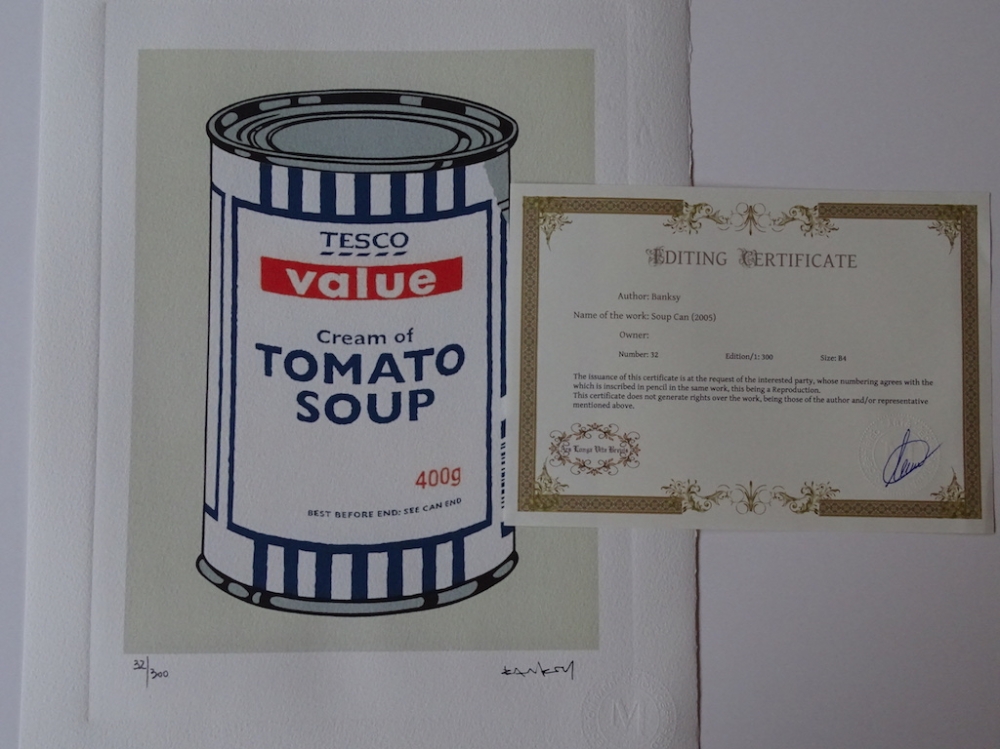 TESCO
value
Cream of
TOMATO
SOUP
400g
BEST BEFORE END: SEE CAN END
32/300
BANKSY
EDITING CERTIFICATE
Author: Banksy
Name of the work: Soup Can (2005)
Owner:
Number: 32 Edition/1: 300 Size: B4
The issuance of this certificate is at the request of the interested party, whose numbering agrees with the
which is inscribed in pencil in the same work, this being a Reproduction.
This certificate does not generate rights over the work, being those of the author and/or representative
mentioned above.
Ars Longa Vita Brevis
M